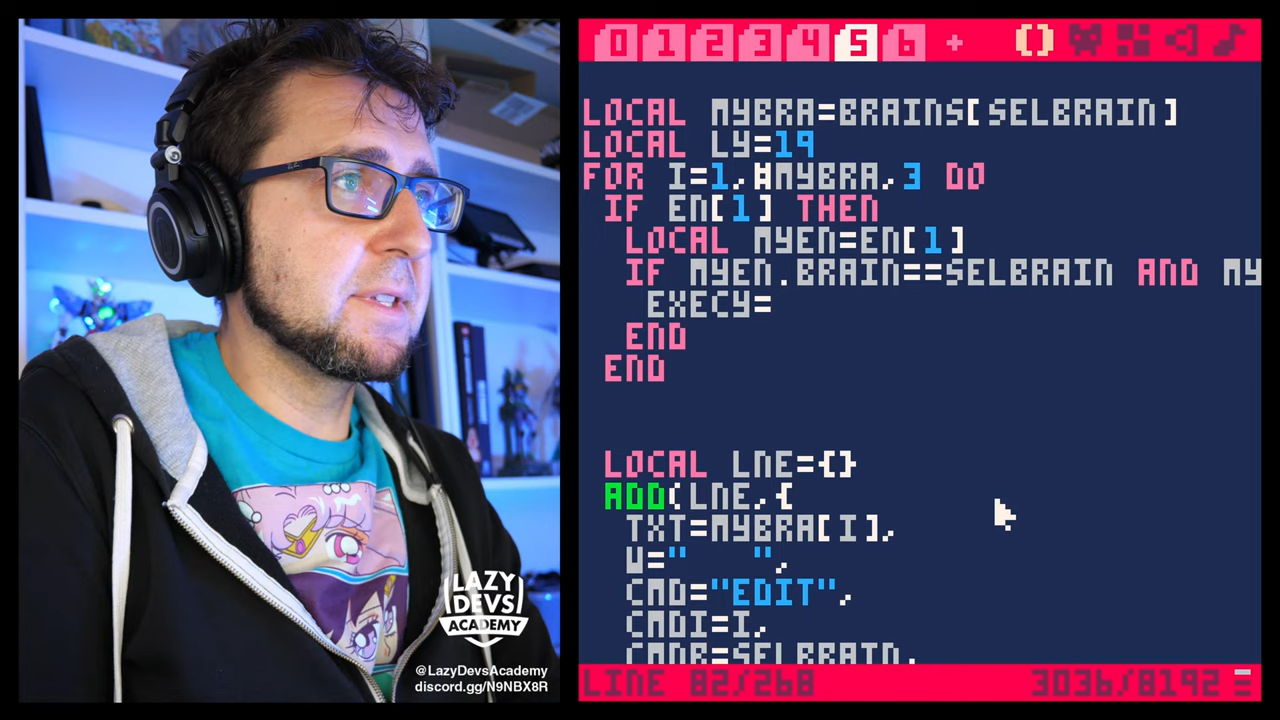 0 1 2 3 4 5 6 + ()
LOCAL MYBRA=BRAINS[SELBRAIN]
LOCAL LY=19
FOR I=1,#MYBRA,3 DO
IF EN[1] THEN
LOCAL MYEN=EN[1]
IF MYEN.BRAIN==SELBRAIN AND MY
EXECY=
END
END
LOCAL LNE={}
ADD(LNE,{
TXT=MYBRA[I],
W="   ",
CMD="EDIT",
CMDI=I,
CMDB=SELBRAIN,
LINE 82/268
3036/8192
LAZY
DEVS
ACADEMY
@LazyDevsAcademy
discord.gg/N9NBX8R